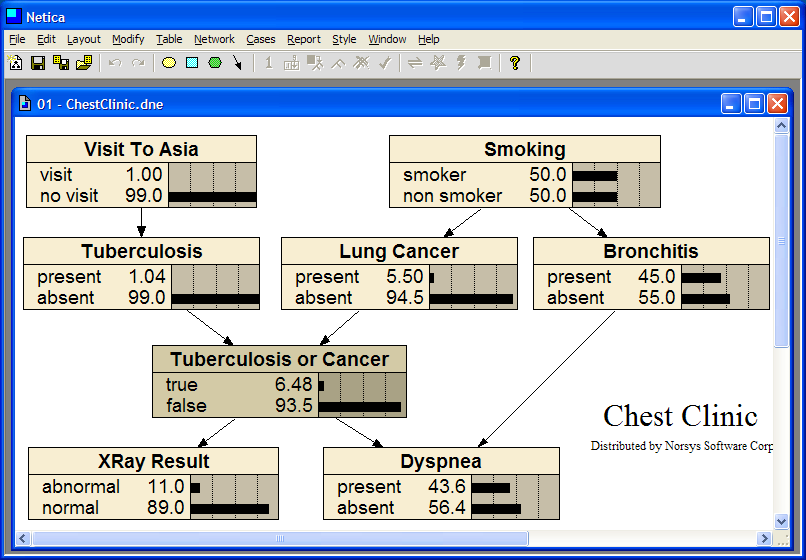 Netica
File Edit Layout Modify Table Network Cases Report Style Window Help
1 ?
01 - ChestClinic.dne
Visit To Asia
visit 1.00
no visit 99.0
Smoking
smoker 50.0
non smoker 50.0
Tuberculosis
present 1.04
absent 99.0
Lung Cancer
present 5.50
absent 94.5
Bronchitis
present 45.0
absent 55.0
Tuberculosis or Cancer
true 6.48
false 93.5
Chest Clinic
Distributed by Norsys Software Corp
XRay Result
abnormal 11.0
normal 89.0
Dyspnea
present 43.6
absent 56.4